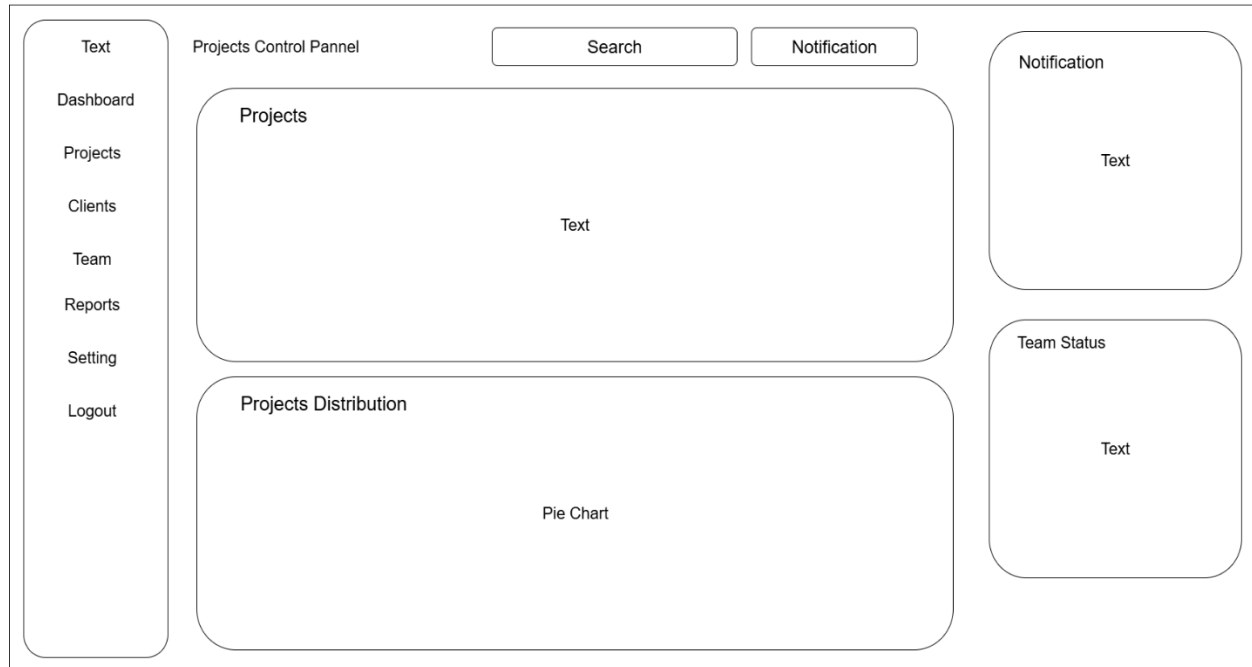 Text
Dashboard
Projects
Clients
Team
Reports
Setting
Logout
Projects Control Pannel
Search
Notification
Projects
Text
Projects Distribution
Pie Chart
Notification
Text
Team Status
Text